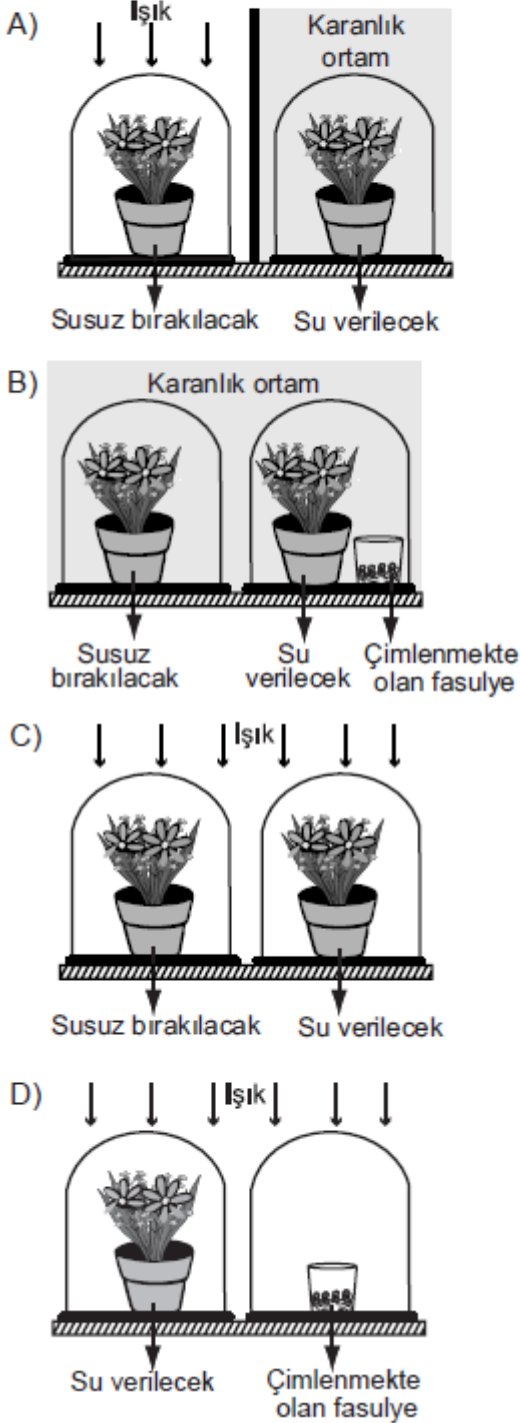 A)
Işık
Karanlık
ortam
Susuz bırakılacak
Su verilecek
B)
Karanlık ortam
Susuz
bırakılacak
Su
verilecek
Çimlenmekte
olan fasulye
C)
Işık
Susuz bırakılacak
Su verilecek
D)
Işık
Su verilecek
Çimlenmekte
olan fasulye